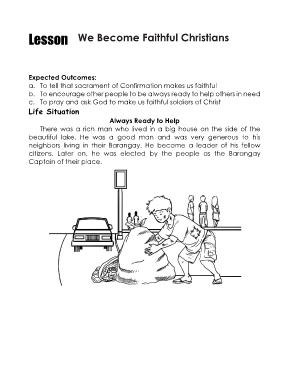 Lesson We Become Faithful Christians
Expected Outcomes:
a. To tell that sacrament of Confirmation makes us faithful
b. To encourage other people to be always ready to help others in need
c. To pray and ask God to make us faithful soldiers of Christ
Life Situation
Always Ready to Help
There was a rich man who lived in a big house on the side of the
beautiful lake. He was a good man and was very generous to his
neighbors living in their Barangay. He become a leader of his fellow
citizens. Later on, he was elected by the people as the Barangay
Captain of their place.